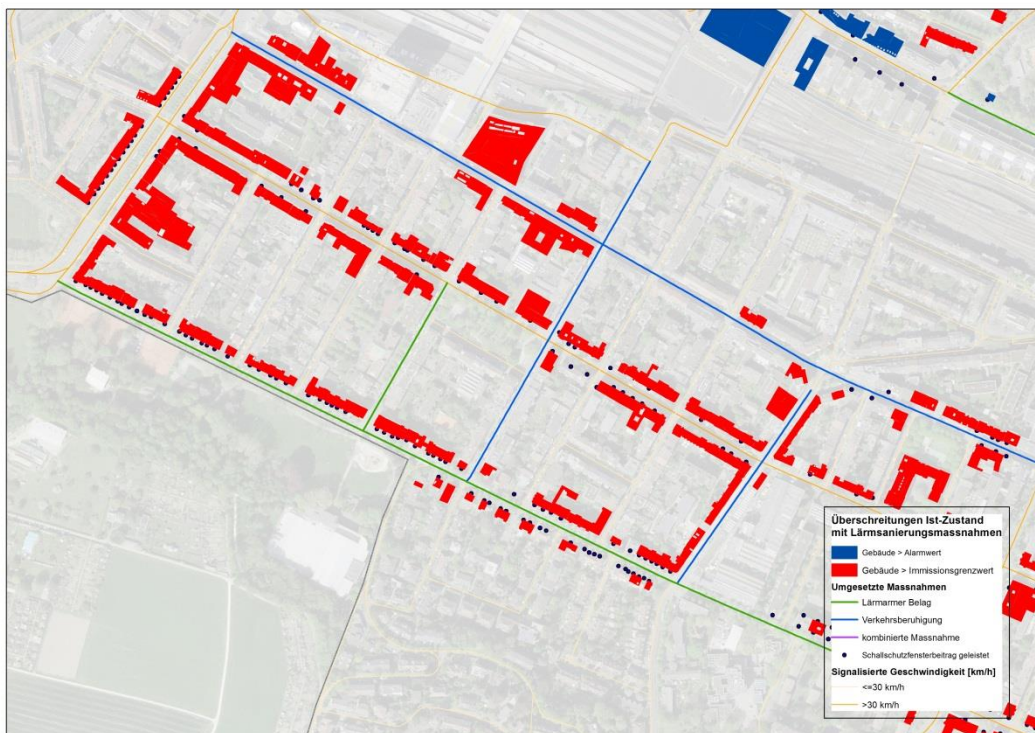 Überschreitungen Ist-Zustand
mit Lärmsanierungsmassnahmen
Gebäude > Alarmwert
Gebäude > Immissionsgrenzwert
Umgesetzte Massnahmen
Lärmarmer Belag
Verkehrsberuhigung
kombinierte Massnahme
Schallschutzfensterbeitrag geleistet
Signalisierte Geschwindigkeit [km/h]
<=30 km/h
>30 km/h